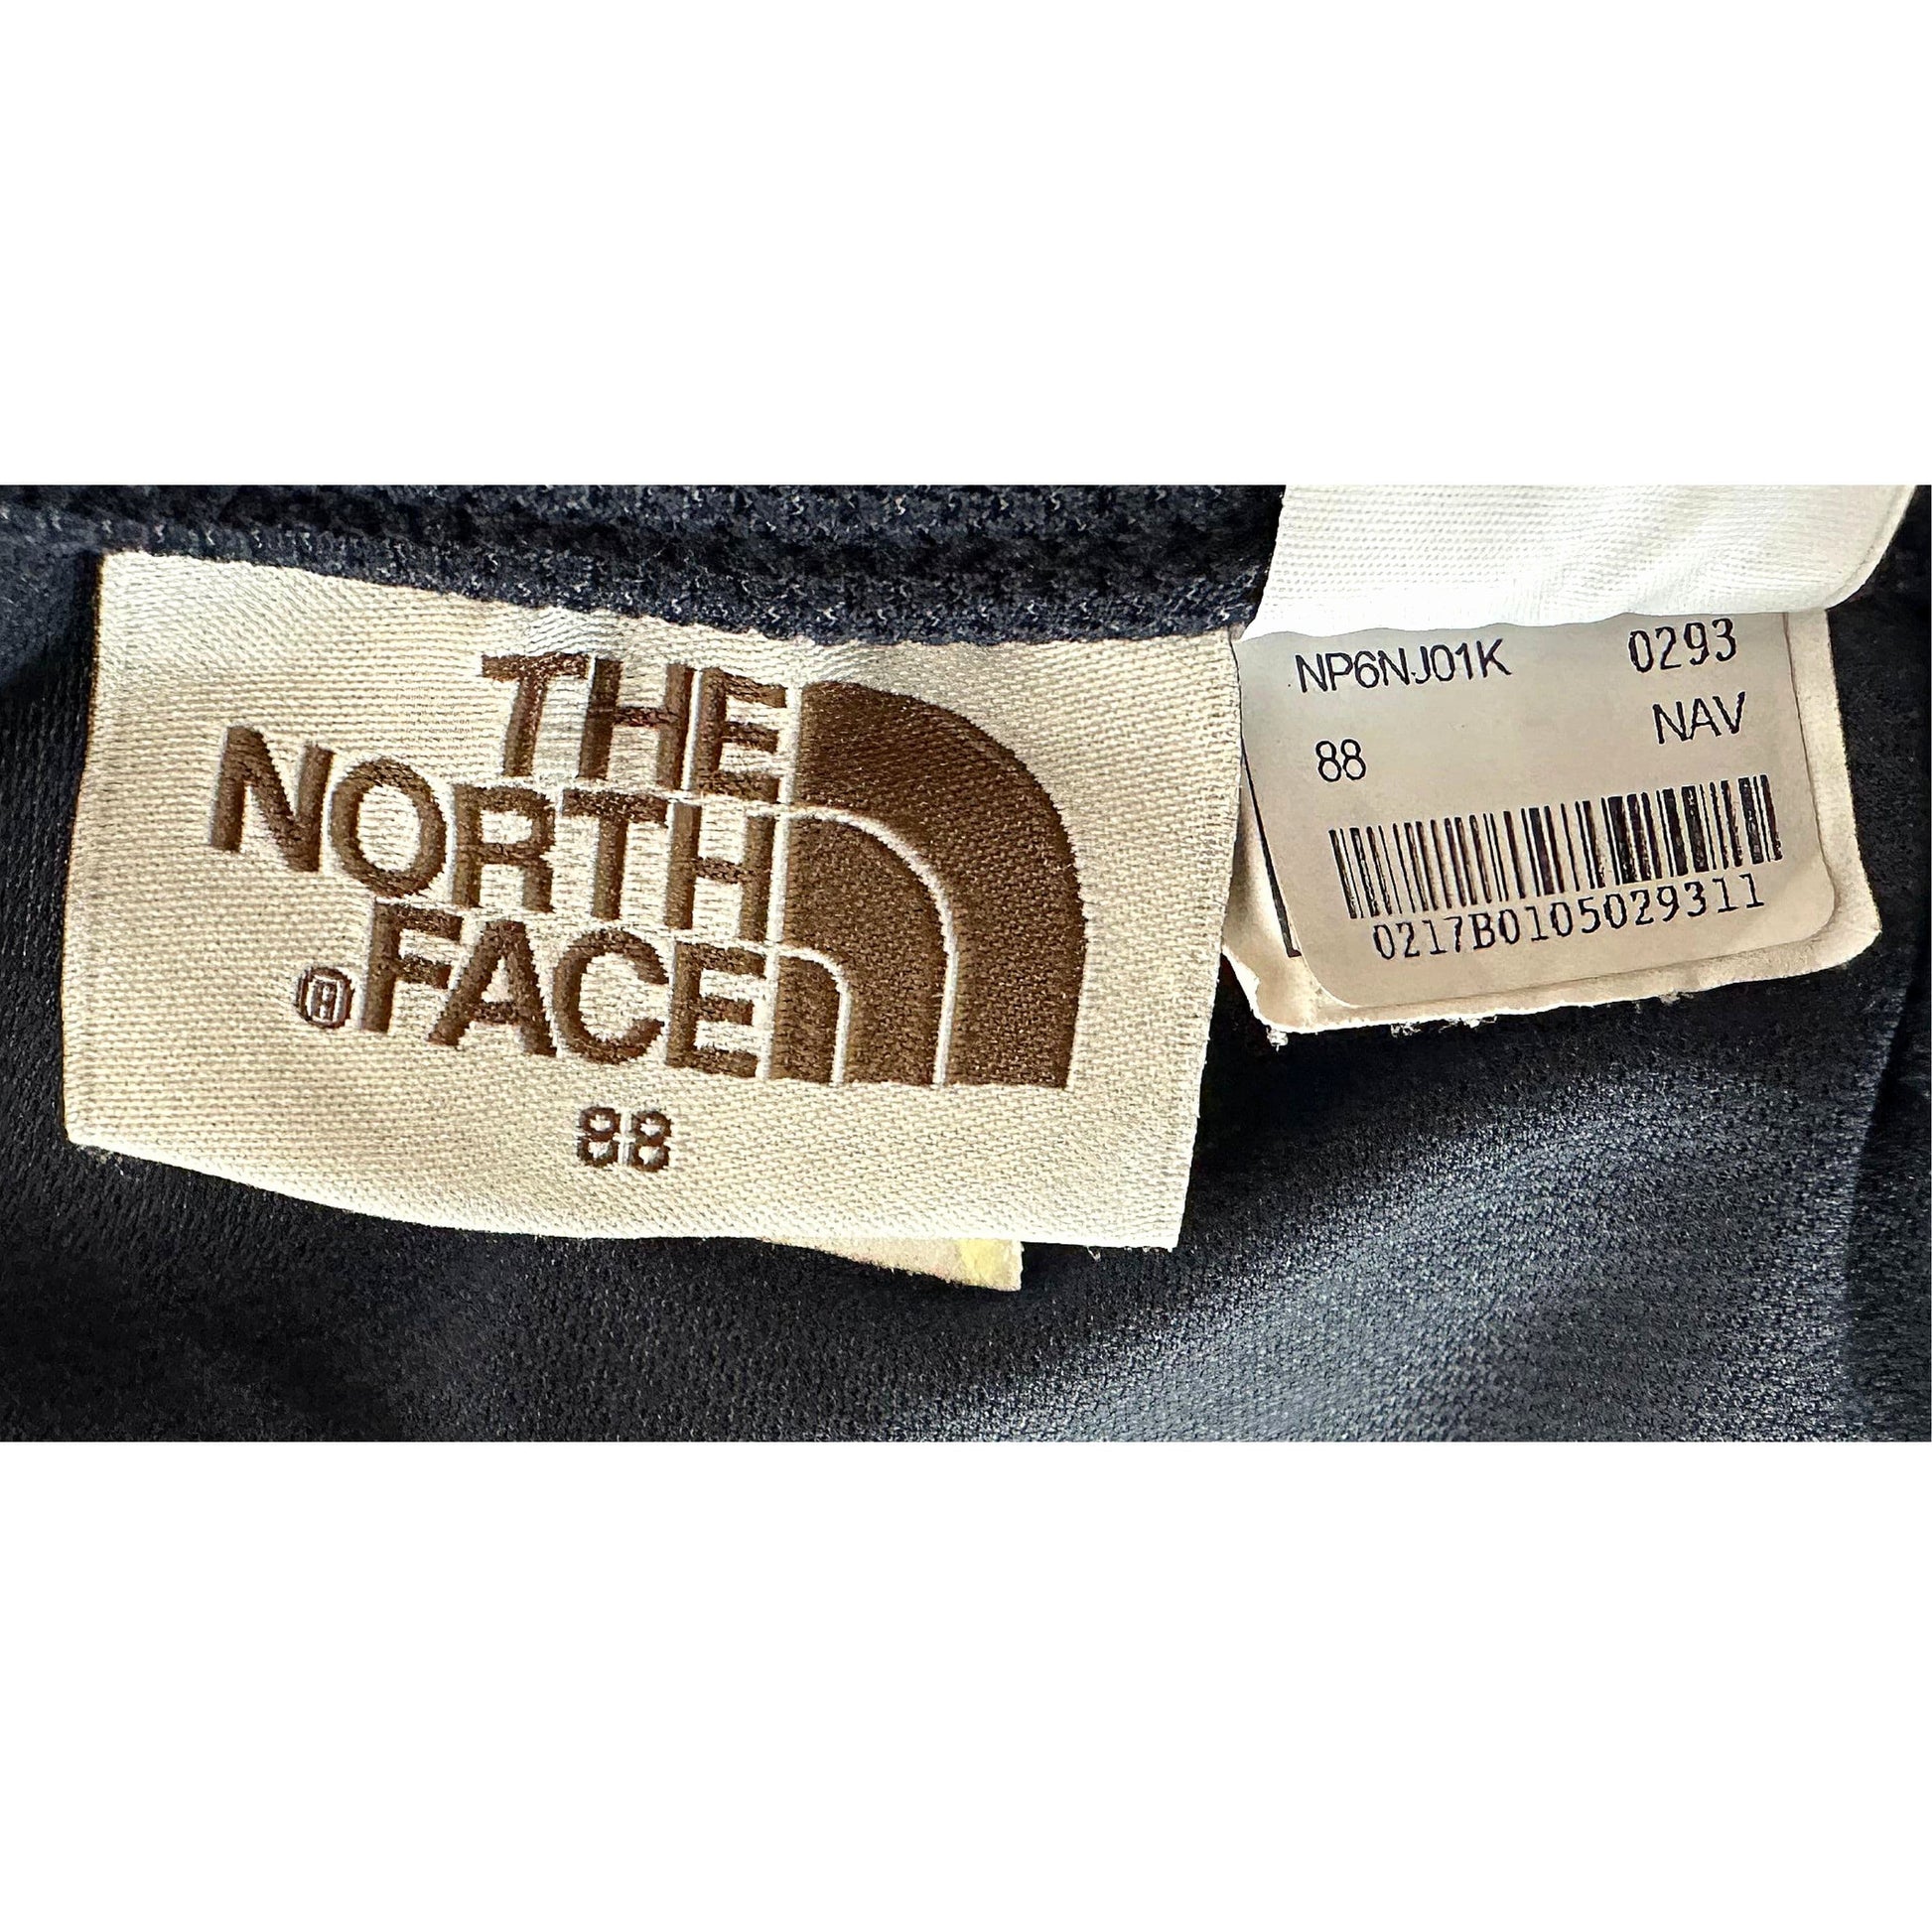 THE
NORTH
FACE
®
88
NP6NJ01K 0293
NAV
88
0217B0105029311